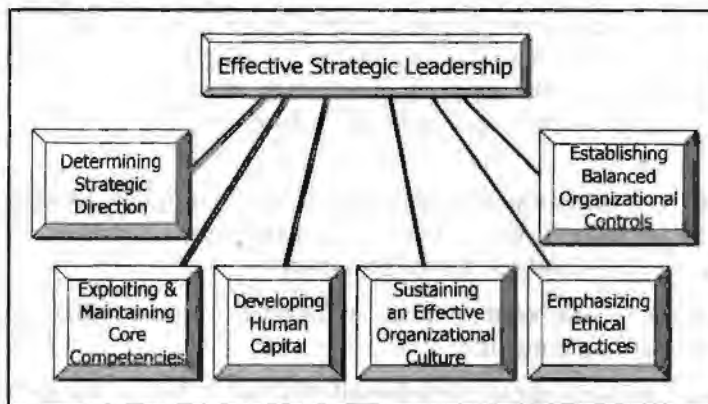 Effective Strategic Leadership
Determining
Strategic
Direction
Establishing
Balanced
Organizational
Controls
Exploiting &
Maintaining
Core
Competencies
Developing
Human
Capital
Sustaining
an Effective
Organizational
Culture
Emphasizing
Ethical
Practices